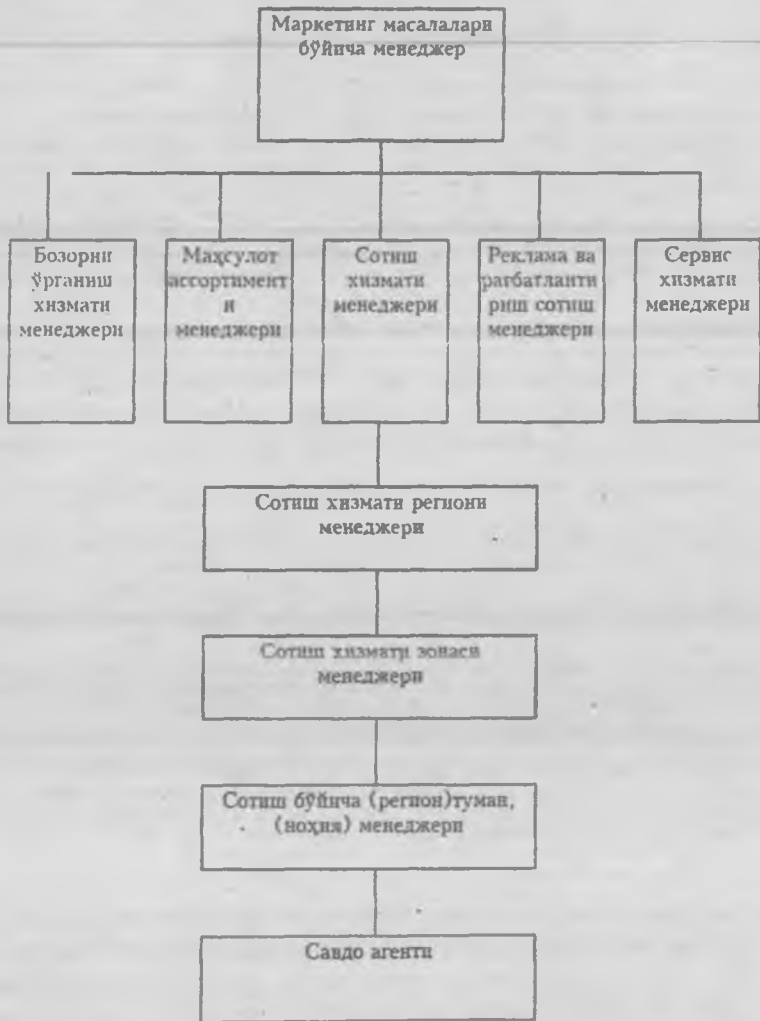 Маркетинг масалалари
бўйича менежер
Бозорни
ўрганиш
хизмати
менеджери
Маҳсулот
ассортимент
и
менеджери
Сотиш
хизмати
менеджери
Реклама ва
рағбатланти
риш сотиш
менеджери
Сервис
хизмати
менеджери
Сотиш хизмати региони
менеджери
Сотиш хизмати зонаси
менеджери
Сотиш бўйича (регион)туман,
(ноҳия) менеджери
Савдо агенти